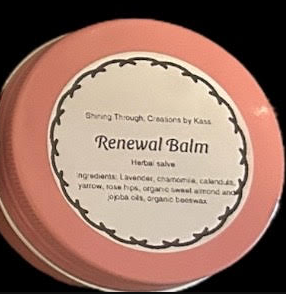 Shining Through, Creations by Kass.
Renewal Balm
Herbal salve
Ingredients: Lavender, chamomile, calendula,
yarrow, rose hips, organic sweet almond and
jojoba oils, organic beeswax.